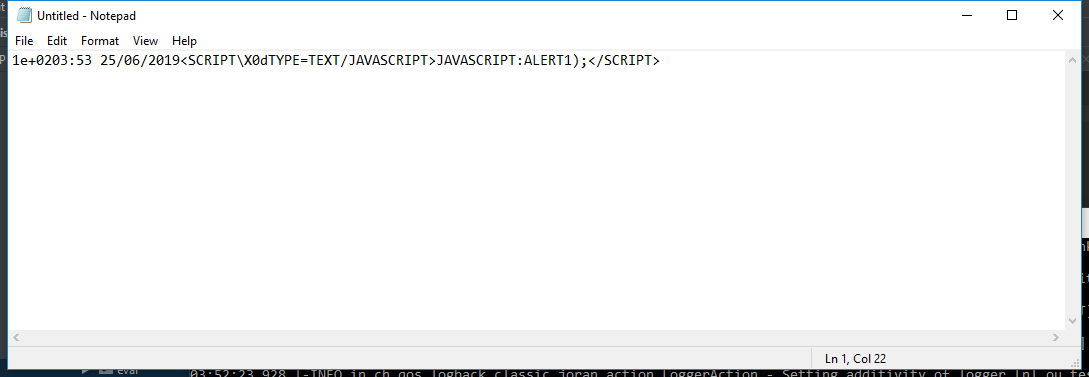 Untitled - Notepad
File Edit Format View Help
1e+0203:53 25/06/2019<SCRIPT\X0dTYPE=TEXT/JAVASCRIPT>JAVASCRIPT:ALERT1);</SCRIPT>
Ln 1, Col 22
eval
03:52:23.928 |-INFO in ch.qos.logback.classic.joran.action.LoggerAction - Setting additivity of logger